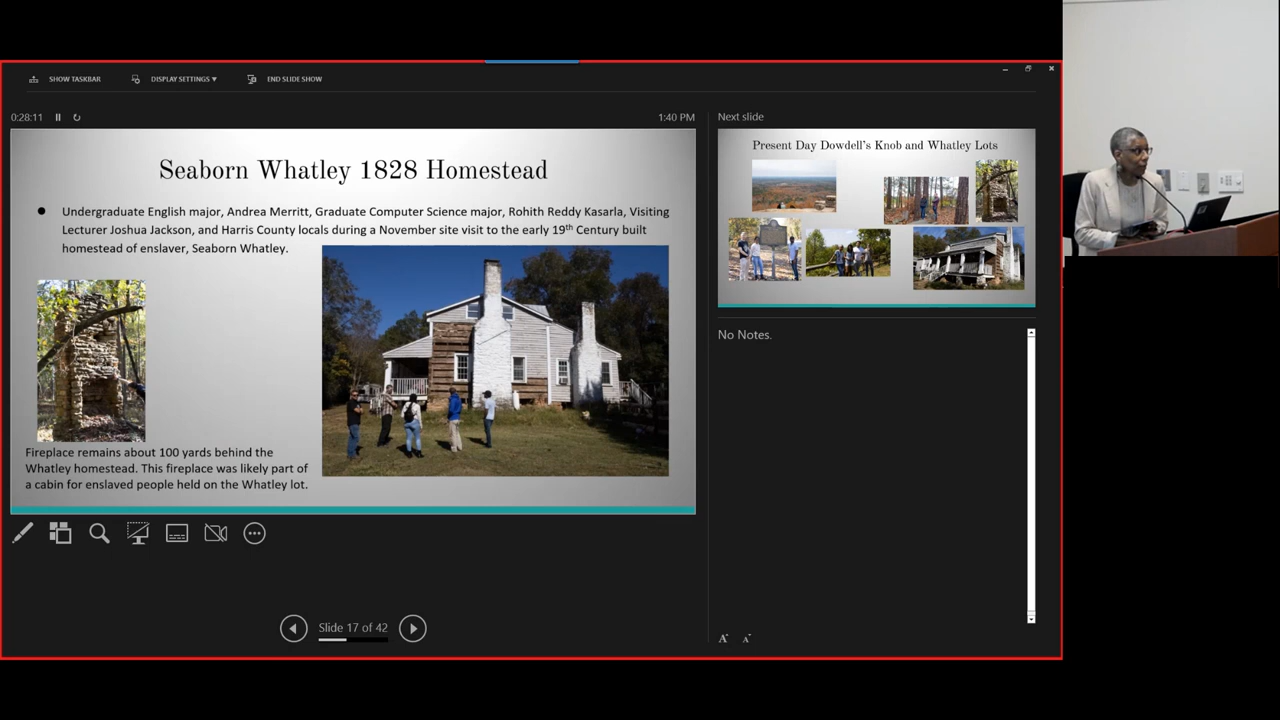 SHOW TASKBAR
DISPLAY SETTINGS ▼
END SLIDE SHOW
0:28:11
1:40 PM
Seaborn Whatley 1828 Homestead
● Undergraduate English major, Andrea Merritt, Graduate Computer Science major, Rohith Reddy Kasarla, Visiting
Lecturer Joshua Jackson, and Harris County locals during a November site visit to the early 19th Century built
homestead of enslaver, Seaborn Whatley.
Fireplace remains about 100 yards behind the
Whatley homestead. This fireplace was likely part of
a cabin for enslaved people held on the Whatley lot.
Slide 17 of 42
Next slide
Present Day Dowdell's Knob and Whatley Lots
No Notes.
A A